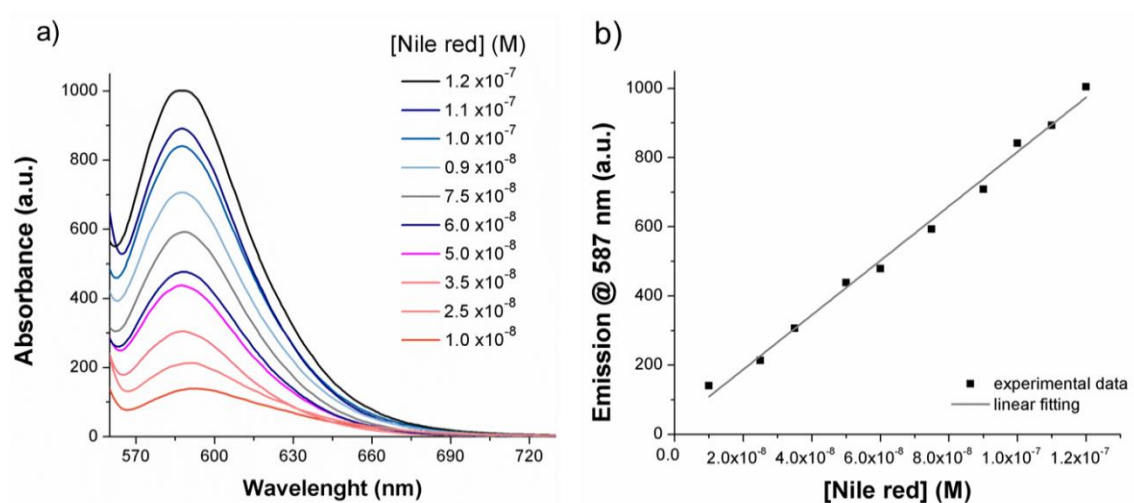 a)
[Nile red] (M)
1.2 x10⁻⁷
1.1 x10⁻⁷
1.0 x10⁻⁷
0.9 x10⁻⁸
7.5 x10⁻⁸
6.0 x10⁻⁸
5.0 x10⁻⁸
3.5 x10⁻⁸
2.5 x10⁻⁸
1.0 x10⁻⁸
Absorbance (a.u.)
1000
800
600
400
200
0
570 600 630 660 690 720
Wavelenght (nm)
b)
Emission @ 587 nm (a.u.)
1000
800
600
400
200
0
experimental data
linear fitting
0.0 2.0x10⁻⁸ 4.0x10⁻⁸ 6.0x10⁻⁸ 8.0x10⁻⁸ 1.0x10⁻⁷ 1.2x10⁻⁷
[Nile red] (M)